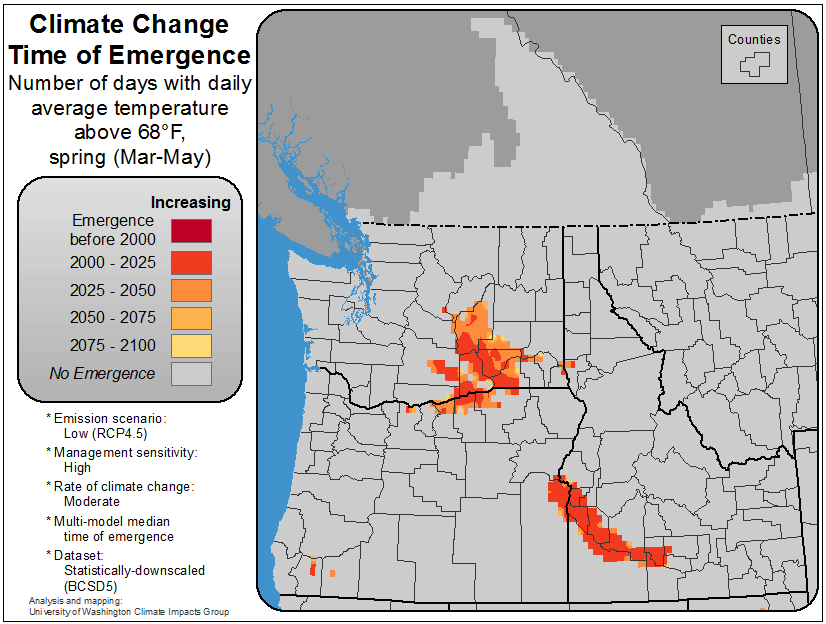 Climate Change
Time of Emergence
Number of days with daily
average temperature
above 68°F,
spring (Mar-May)
Increasing
Emergence
before 2000
2000 - 2025
2025 - 2050
2050 - 2075
2075 - 2100
No Emergence
* Emission scenario:
Low (RCP4.5)
* Management sensitivity:
High
* Rate of climate change:
Moderate
* Multi-model median
time of emergence
* Dataset:
Statistically-downscaled
(BCSD5)
Analysis and mapping:
University of Washington Climate Impacts Group
Counties